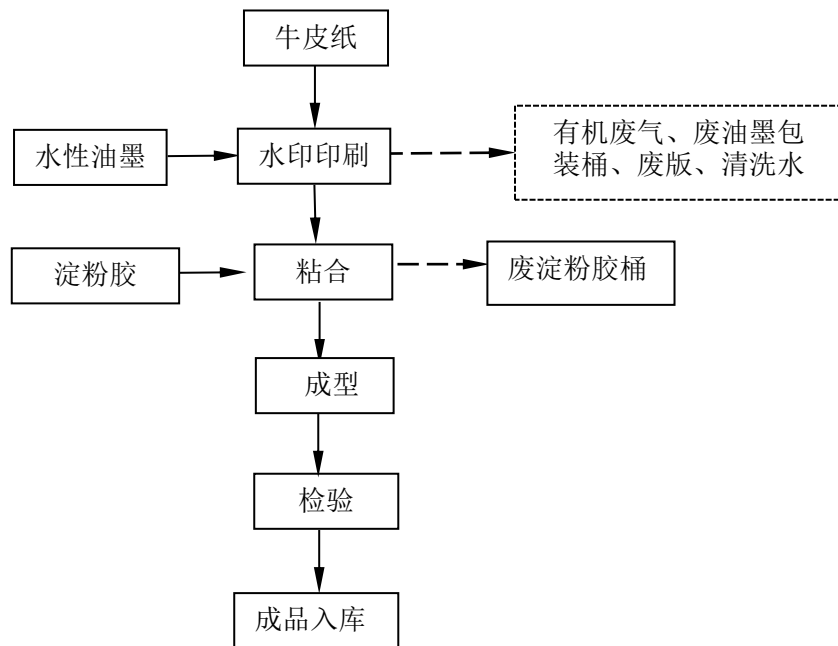 牛皮纸
水性油墨
水印印刷
有机废气、废油墨包
装桶、废版、清洗水
淀粉胶
粘合
废淀粉胶桶
成型
检验
成品入库